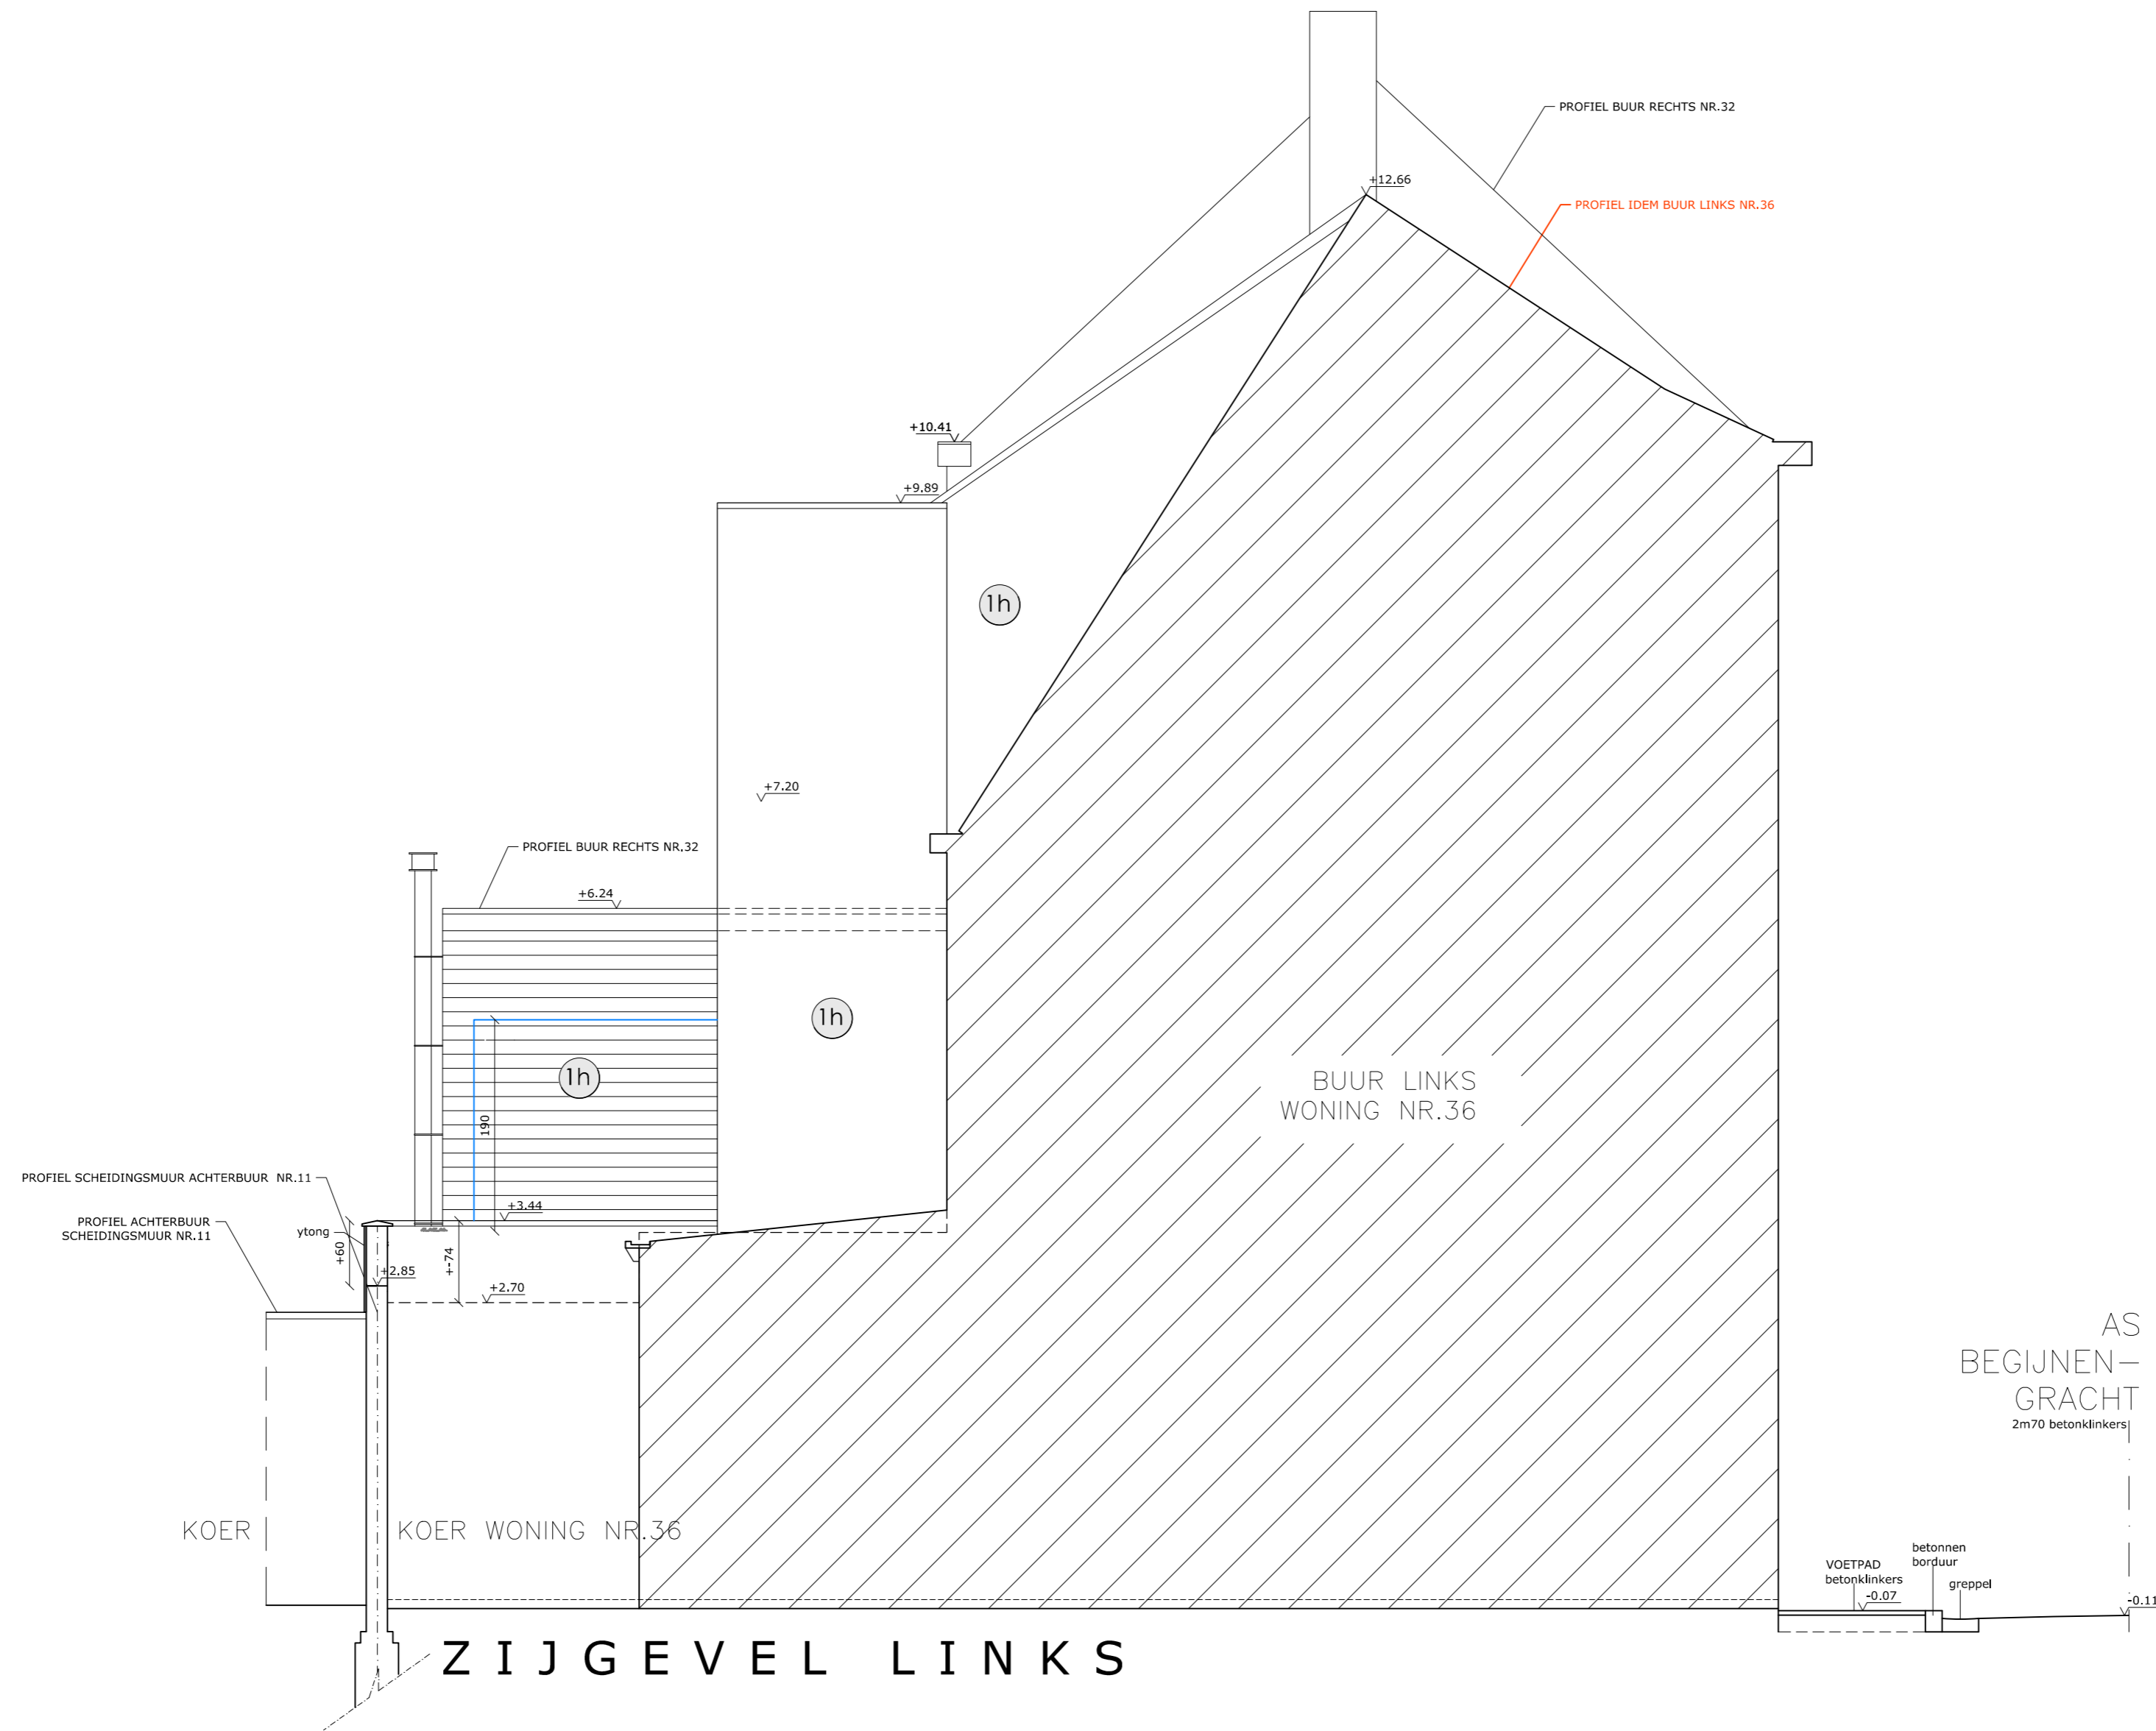 PROFIEL BUUR RECHTS NR.32
+12.66
PROFIEL IDEM BUUR LINKS NR.36
+10.41
+9.89
1h
+7.20
PROFIEL BUUR RECHTS NR.32
+6.24
1h
1h
190
BUUR LINKS
WONING NR.36
PROFIEL SCHEIDINGSMUUR ACHTERBUUR NR.11
+3.44
PROFIEL ACHTERBUUR
SCHEIDINGSMUUR NR.11
ytong
+60
+-74
+2.85
+2.70
AS
BEGIJNEN-
GRACHT
2m70 betonklinkers
KOER
KOER WONING NR.36
betonnen
borduur
VOETPAD
betonklinkers
greppel
-0.07
-0.11
ZIJGEVEL LINKS